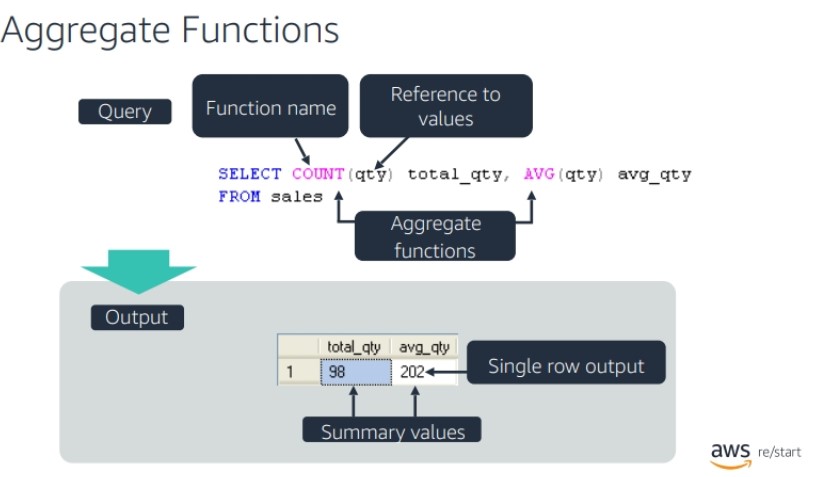 Aggregate Functions
Query
Function name
Reference to
values
SELECT COUNT(qty) total_qty, AVG(qty) avg_qty
FROM sales
Aggregate
functions
Output
total_qty avg_qty
1 98 202
Single row output
Summary values
aws re/start